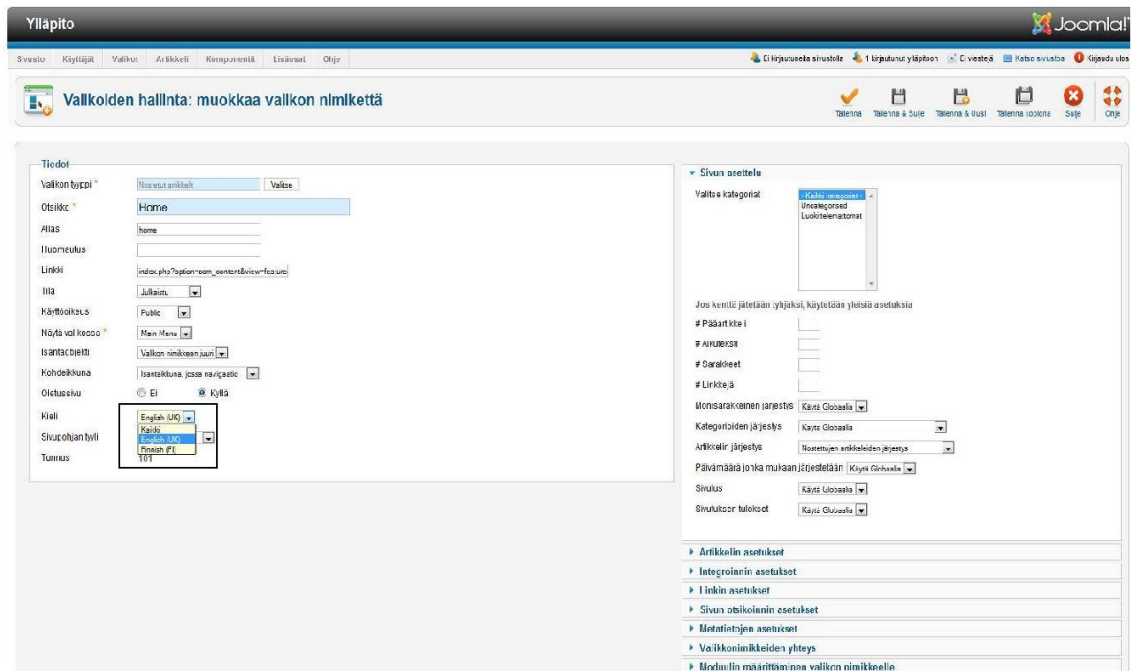 Ylläpito
Joomla!
Sivusto Käyttäjät Valikot Artikkeli Komponentit Lisäosat Ohje
Ei kirjautuneita sivustolle 1 kirjautunut ylläpitoon Ei viestejä Katso sivustoa Kirjaudu ulos
Valikoiden hallinta: muokkaa valikon nimikettä
Tallenna Tallenna & Sulje Tallenna & Uusi Tallenna kopiona Sulje Ohje
Tiedot
Valikon tyyppi * Nostetut artikkelit Valitse
Otsikko * Home
Alias home
Huomautus
Linkki index.php?option=com_content&view=feature
Tila Julkaistu
Käyttöoikeus Public
Näytä valikossa * Main Menu
Isäntäobjekti Valikon nimikkeen juuri
Kohdeikkuna Isäntäikkuna, jossa navigaatio
Oletussivu Ei Kyllä
Kieli English (UK)
Kaikki
English (UK)
Finnish (FI)
Sivupohjan tyyli
Tunnus 101
Sivun asettelu
Valitse kategoriat - Kaikki kategoriat -
Uncategorised
Luokittelemattomat
Jos kenttä jätetään tyhjäksi, käytetään yleisiä asetuksia
# Pääartikkeli
# Alkuteksti
# Sarakkeet
# Linkkejä
Monisarakkeinen järjestys Käytä Globaalia
Kategorioiden järjestys Käytä Globaalia
Artikkelin järjestys Nostettujen artikkeleiden järjestys
Päivämäärä jonka mukaan järjestetään Käytä Globaalia
Sivutus Käytä Globaalia
Sivutuksen tulokset Käytä Globaalia
Artikkelin asetukset
Integroinnin asetukset
Linkin asetukset
Sivun otsikoinnin asetukset
Metatietojen asetukset
Valikkonimikkeiden yhteys
Moduulin määrittäminen valikon nimikkeelle